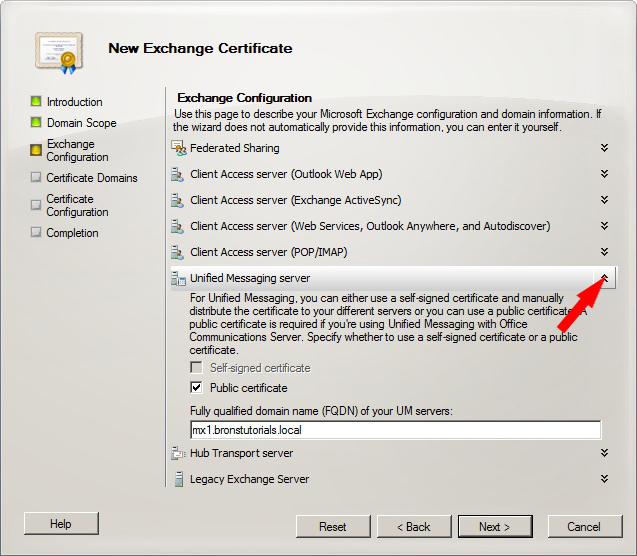 New Exchange Certificate
Introduction
Domain Scope
Exchange
Configuration
Certificate Domains
Certificate
Configuration
Completion
Exchange Configuration
Use this page to describe your Microsoft Exchange configuration and domain information. If
the wizard does not automatically provide this information, you can enter it yourself.
Federated Sharing
Client Access server (Outlook Web App)
Client Access server (Exchange ActiveSync)
Client Access server (Web Services, Outlook Anywhere, and Autodiscover)
Client Access server (POP/IMAP)
Unified Messaging server
For Unified Messaging, you can either use a self-signed certificate and manually
distribute the certificate to your different servers or you can use a public certificate. A
public certificate is required if you're using Unified Messaging with Office
Communications Server. Specify whether to use a self-signed certificate or a public
certificate.
Self-signed certificate
Public certificate
Fully qualified domain name (FQDN) of your UM servers:
mx1.bronstutorials.local
Hub Transport server
Legacy Exchange Server
Help
Reset
< Back
Next >
Cancel